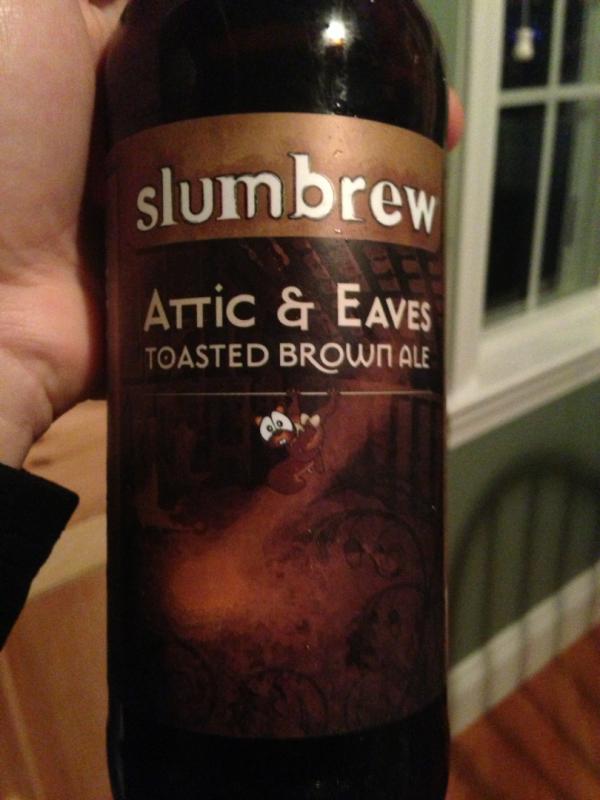 slumbrew
Attic & Eaves
Toasted Brown Ale